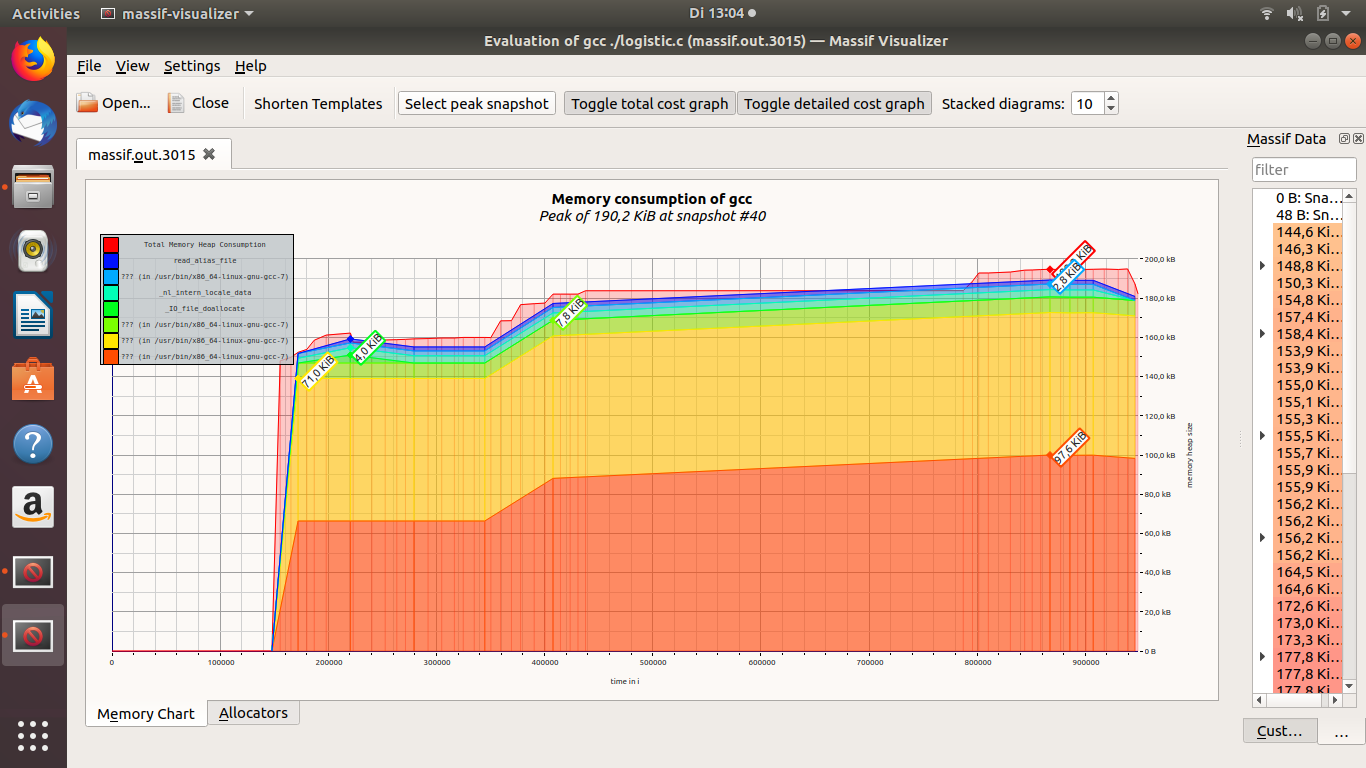 Activities massif-visualizer Di 13:04
Evaluation of gcc ./logistic.c (massif.out.3015) — Massif Visualizer
File View Settings Help
Open... Close Shorten Templates Select peak snapshot Toggle total cost graph Toggle detailed cost graph Stacked diagrams: 10
massif.out.3015
Memory consumption of gcc
Peak of 190,2 KiB at snapshot #40
Total Memory Heap Consumption
read_alias_file
??? (in /usr/bin/x86_64-linux-gnu-gcc-7)
_nl_intern_locale_data
_IO_file_doallocate
??? (in /usr/bin/x86_64-linux-gnu-gcc-7)
??? (in /usr/bin/x86_64-linux-gnu-gcc-7)
??? (in /usr/bin/x86_64-linux-gnu-gcc-7)
71,0 KiB
4,0 KiB
7,8 KiB
KiB
2,8 KiB
97,6 KiB
200,0 kB
180,0 kB
160,0 kB
140,0 kB
120,0 kB
100,0 kB
80,0 kB
60,0 kB
40,0 kB
20,0 kB
0 B
memory heap size
0 100000 200000 300000 400000 500000 600000 700000 800000 900000
time in i
Memory Chart Allocators
Massif Data
filter
0 B: Sna...
48 B: Sn...
144,6 Ki...
146,3 Ki...
148,8 Ki...
150,3 Ki...
154,8 Ki...
157,4 Ki...
158,4 Ki...
153,9 Ki...
153,9 Ki...
155,0 Ki...
155,1 Ki...
155,3 Ki...
155,5 Ki...
155,7 Ki...
155,9 Ki...
155,9 Ki...
156,2 Ki...
156,2 Ki...
156,2 Ki...
156,2 Ki...
164,5 Ki...
164,6 Ki...
172,6 Ki...
173,0 Ki...
173,3 Ki...
177,8 Ki...
177,8 Ki...
177,8 Ki...
Cust... ...